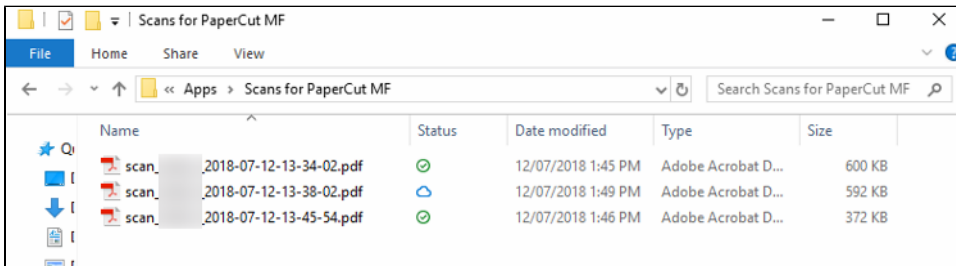 Scans for PaperCut MF
File Home Share View
Apps Scans for PaperCut MF Search Scans for PaperCut MF
Name Status Date modified Type Size
scan_ _2018-07-12-13-34-02.pdf 12/07/2018 1:45 PM Adobe Acrobat D... 600 KB
scan_ _2018-07-12-13-38-02.pdf 12/07/2018 1:49 PM Adobe Acrobat D... 592 KB
scan_ _2018-07-12-13-45-54.pdf 12/07/2018 1:46 PM Adobe Acrobat D... 372 KB